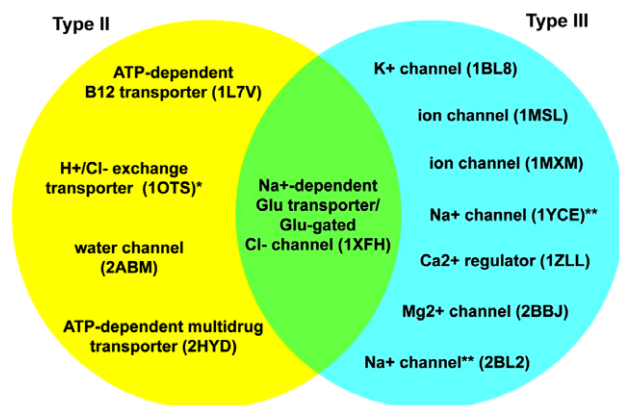 Type II
Type III
ATP-dependent
B12 transporter (1L7V)
H+/Cl- exchange
transporter (1OTS)*
water channel
(2ABM)
ATP-dependent multidrug
transporter (2HYD)
Na+-dependent
Glu transporter/
Glu-gated
Cl- channel (1XFH)
K+ channel (1BL8)
ion channel (1MSL)
ion channel (1MXM)
Na+ channel (1YCE)**
Ca2+ regulator (1ZLL)
Mg2+ channel (2BBJ)
Na+ channel** (2BL2)